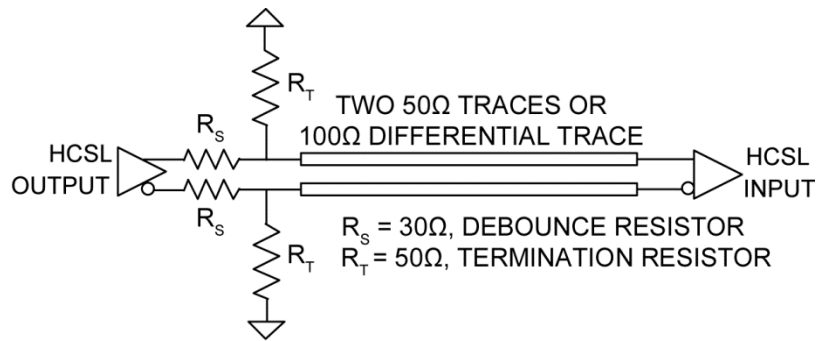 R_T
TWO 50Ω TRACES OR
100Ω DIFFERENTIAL TRACE
R_S
HCSL
OUTPUT
HCSL
INPUT
R_S
R_T
R_S = 30Ω, DEBOUNCE RESISTOR
R_T = 50Ω, TERMINATION RESISTOR